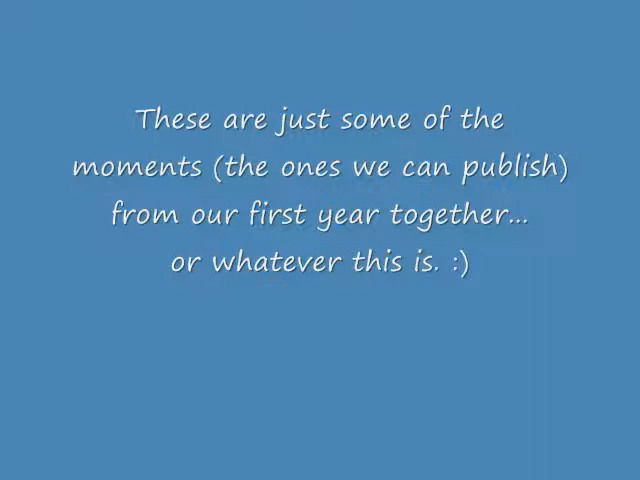 These are just some of the
moments (the ones we can publish)
from our first year together...
or whatever this is. :)